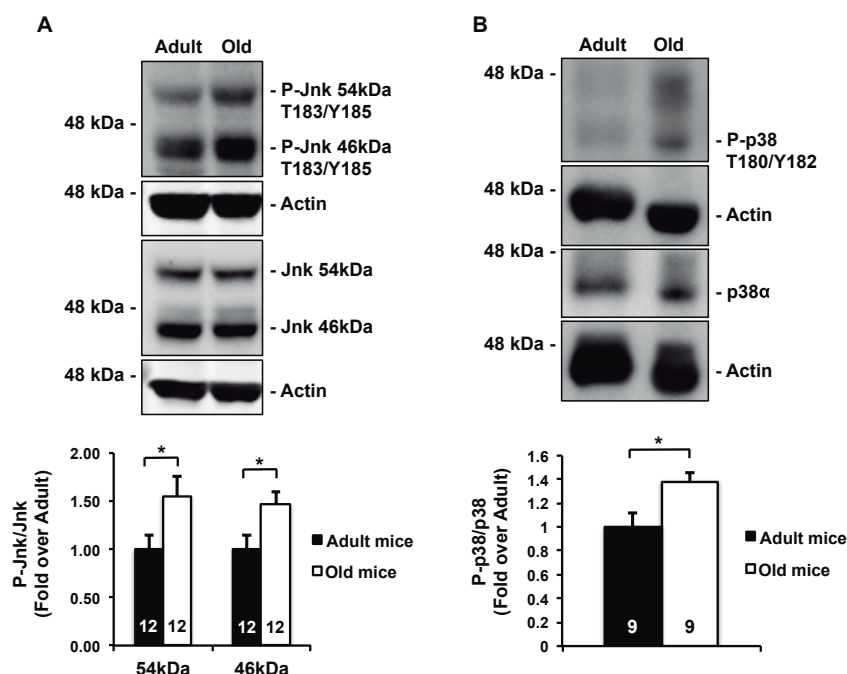 A
Adult Old
- P-Jnk 54kDa
T183/Y185
48 kDa -
- P-Jnk 46kDa
T183/Y185
48 kDa -
- Actin
- Jnk 54kDa
48 kDa -
- Jnk 46kDa
48 kDa -
- Actin
P-Jnk/Jnk
(Fold over Adult)
2.00
1.50
1.00
0.50
0.00
*
*
12 12 12 12
54kDa 46kDa
Adult mice
Old mice
B
Adult Old
48 kDa -
- P-p38
T180/Y182
48 kDa -
- Actin
48 kDa -
- p38α
48 kDa -
- Actin
P-p38/p38
(Fold over Adult)
1.6
1.4
1.2
1
0.8
0.6
0.4
0.2
0
*
9 9
Adult mice
Old mice